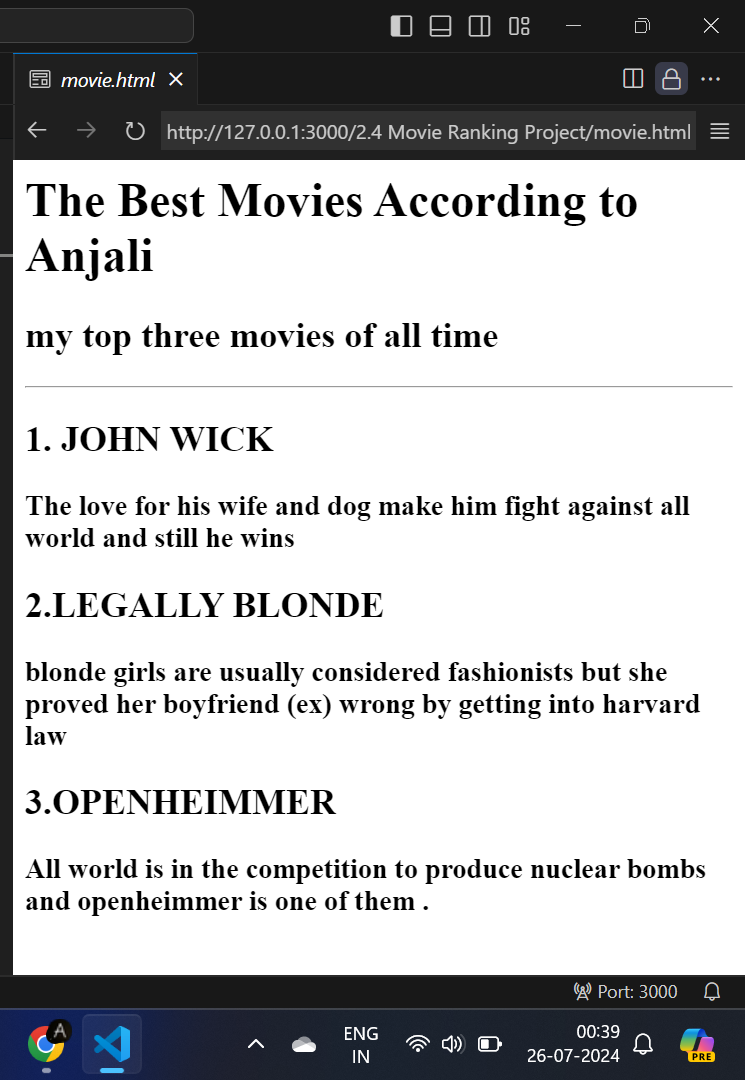 movie.html
http://127.0.0.1:3000/2.4 Movie Ranking Project/movie.html
The Best Movies According to
Anjali
my top three movies of all time
1. JOHN WICK
The love for his wife and dog make him fight against all
world and still he wins
2.LEGALLY BLONDE
blonde girls are usually considered fashionists but she
proved her boyfriend (ex) wrong by getting into harvard
law
3.OPENHEIMMER
All world is in the competition to produce nuclear bombs
and openheimmer is one of them .
Port: 3000
A
ENG
IN
00:39
26-07-2024
PRE